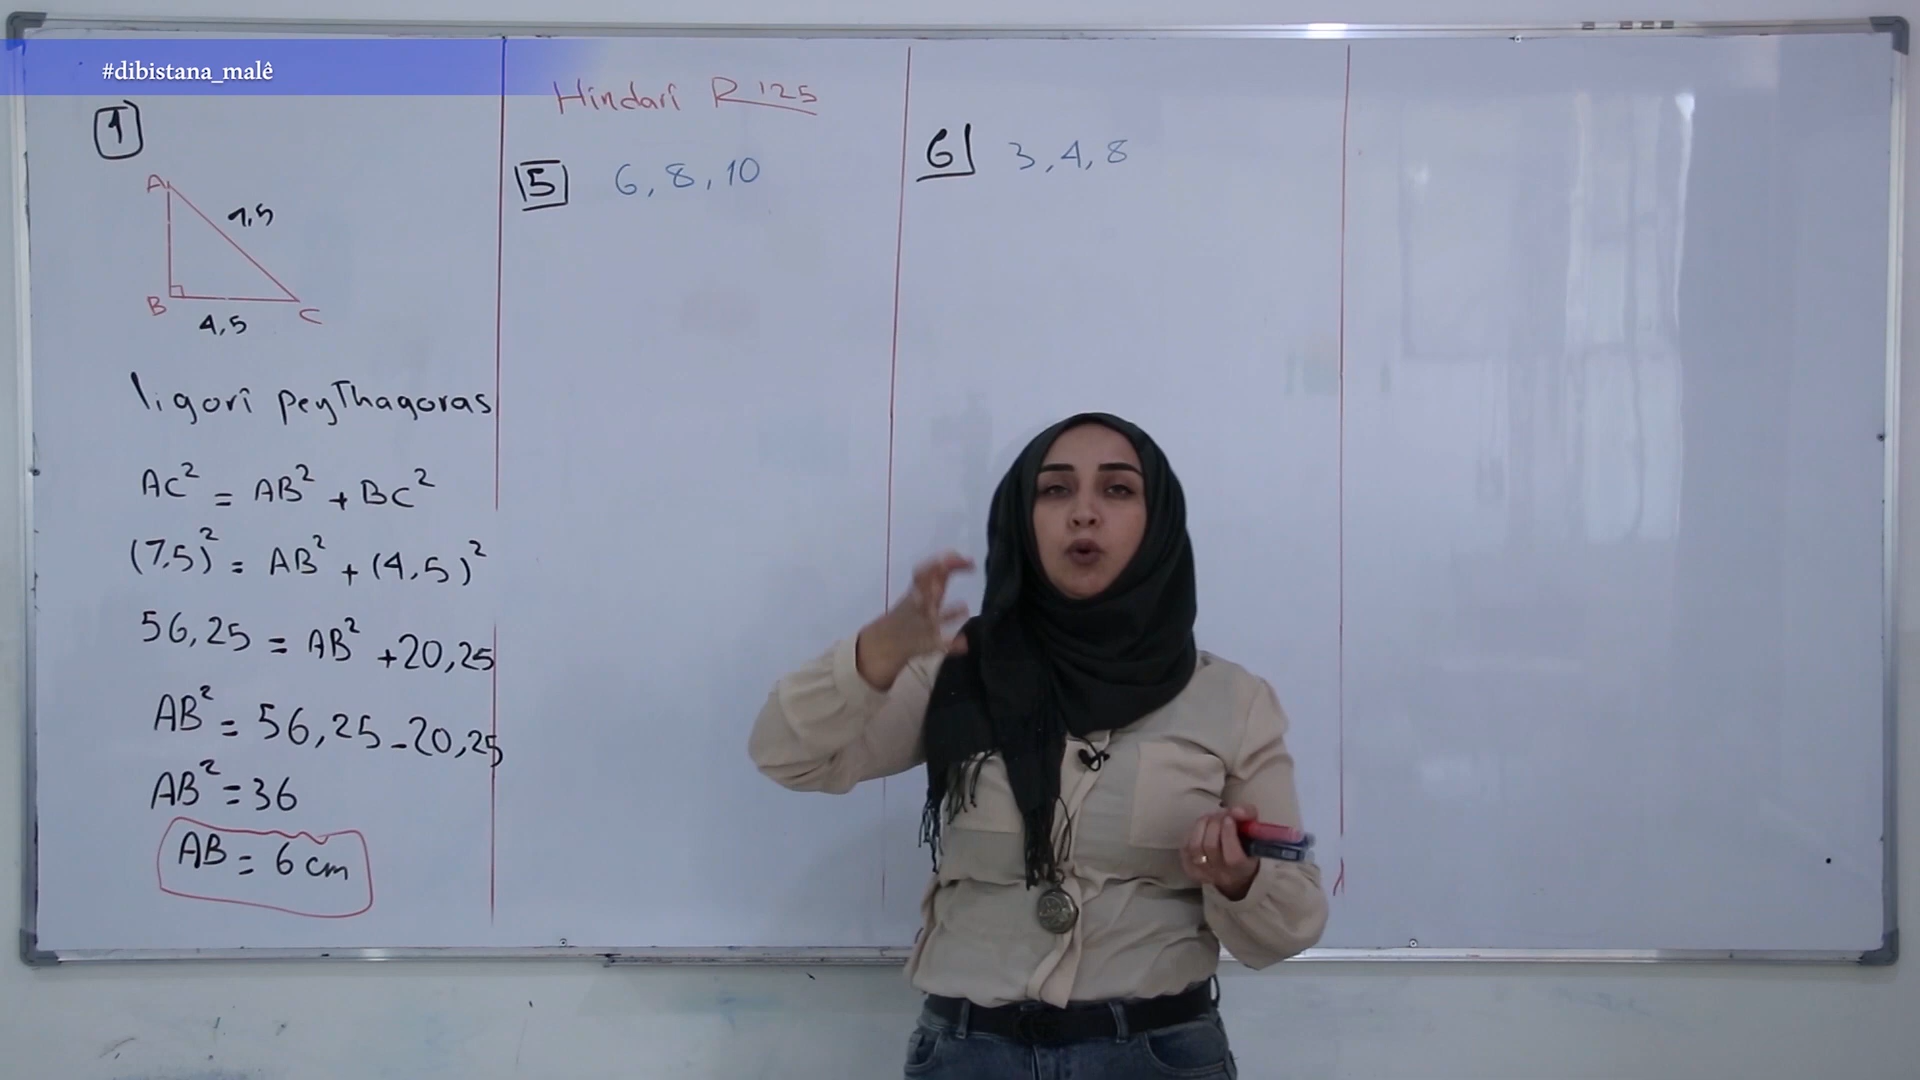 #dibistana_malê
1
A
7,5
B
C
4,5
ligorî peyThagoras
AC² = AB² + BC²
(7,5)² = AB² + (4,5)²
56,25 = AB² + 20,25
AB² = 56,25 - 20,25
AB² = 36
AB = 6 cm
Hindarî R 125
5 6, 8, 10
6 3, 4, 8